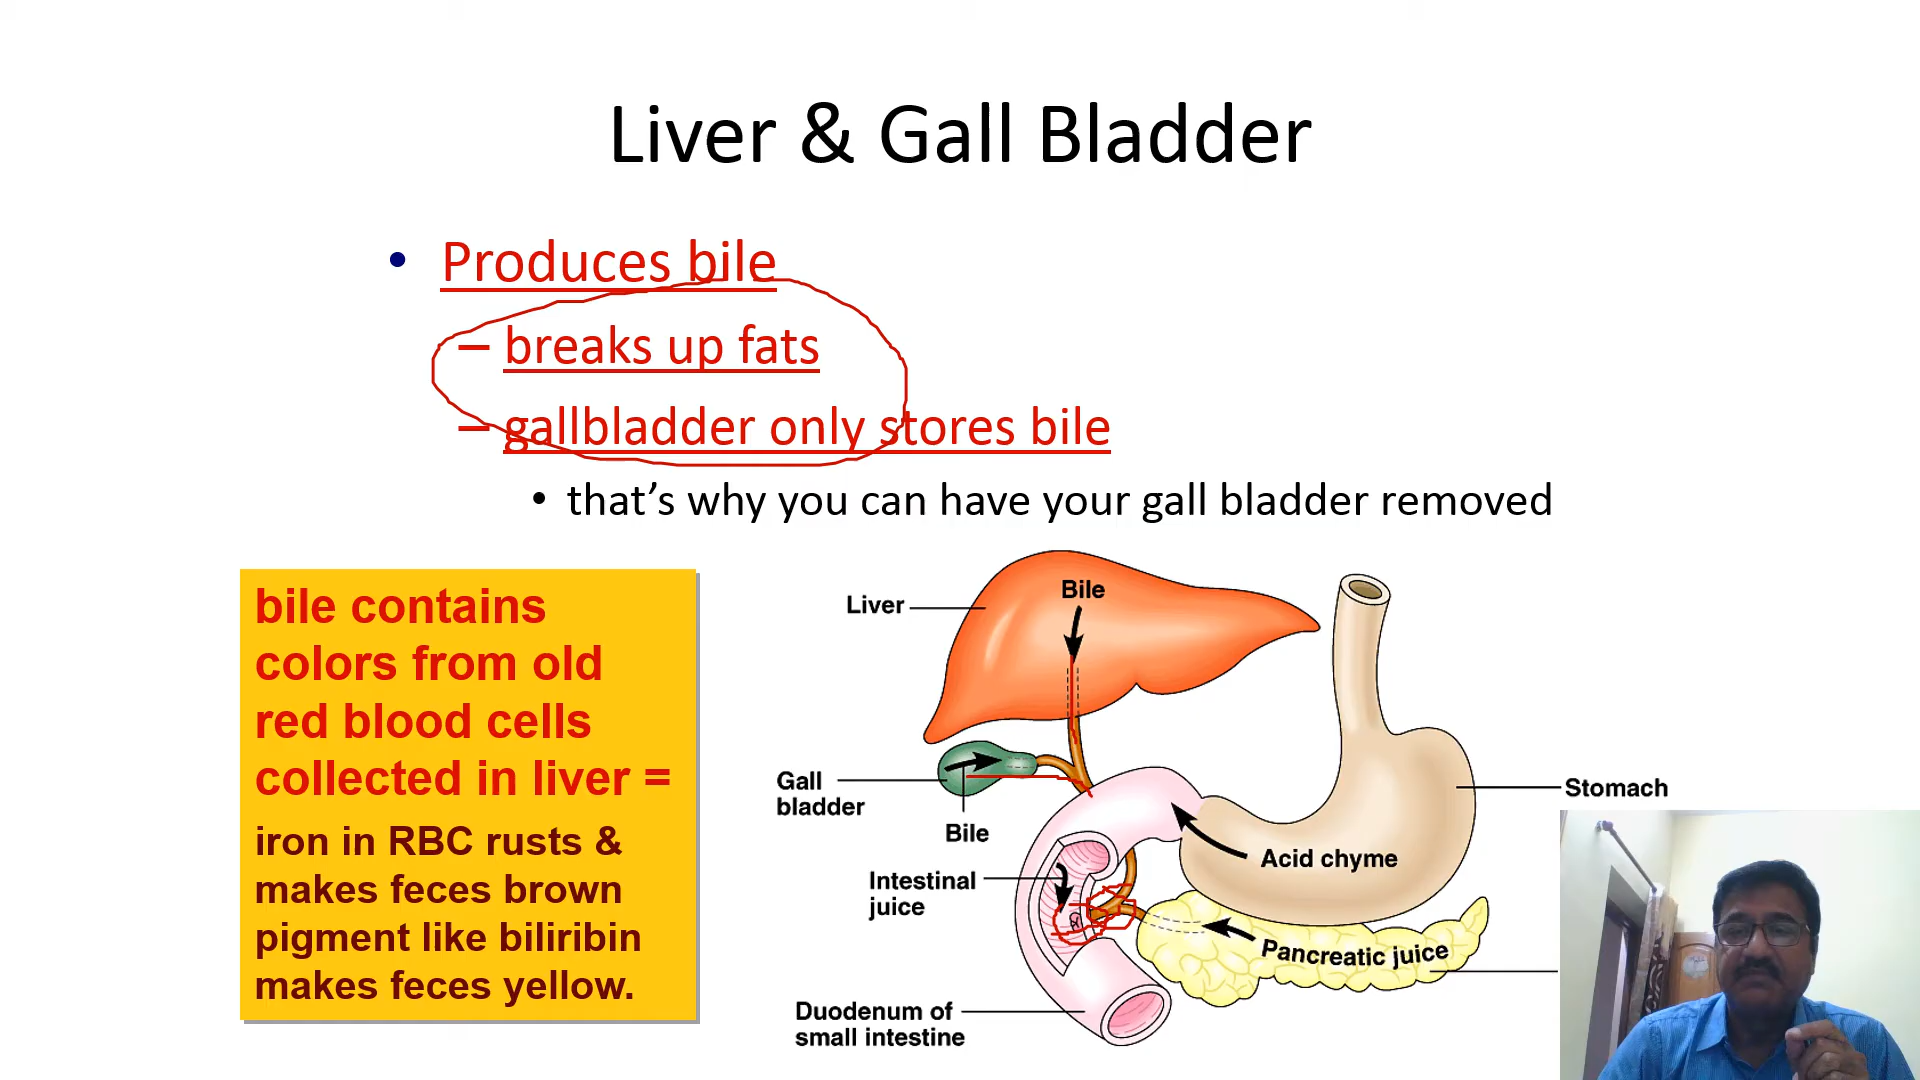 Liver & Gall Bladder
• Produces bile
– breaks up fats
– gallbladder only stores bile
• that's why you can have your gall bladder removed
bile contains
colors from old
red blood cells
collected in liver =
iron in RBC rusts &
makes feces brown
pigment like biliribin
makes feces yellow.
Liver
Bile
Gall
bladder
Bile
Stomach
Acid chyme
Intestinal
juice
Pancreatic juice
Duodenum of
small intestine